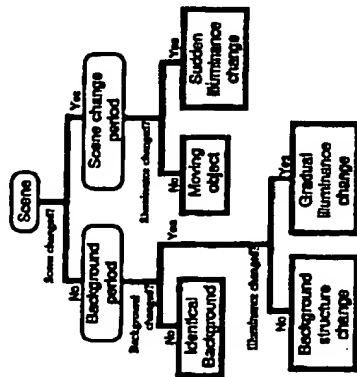 Scene
Scene changed?
No
Yes
Background
period
Scene change
period
Background
changed?
Illuminance changed?
No
Yes
No
Yes
Identical
Background
Moving
object
Sudden
illuminance
change
Illuminance changed?
No
Yes
Background
structure
change
Gradual
illuminance
change